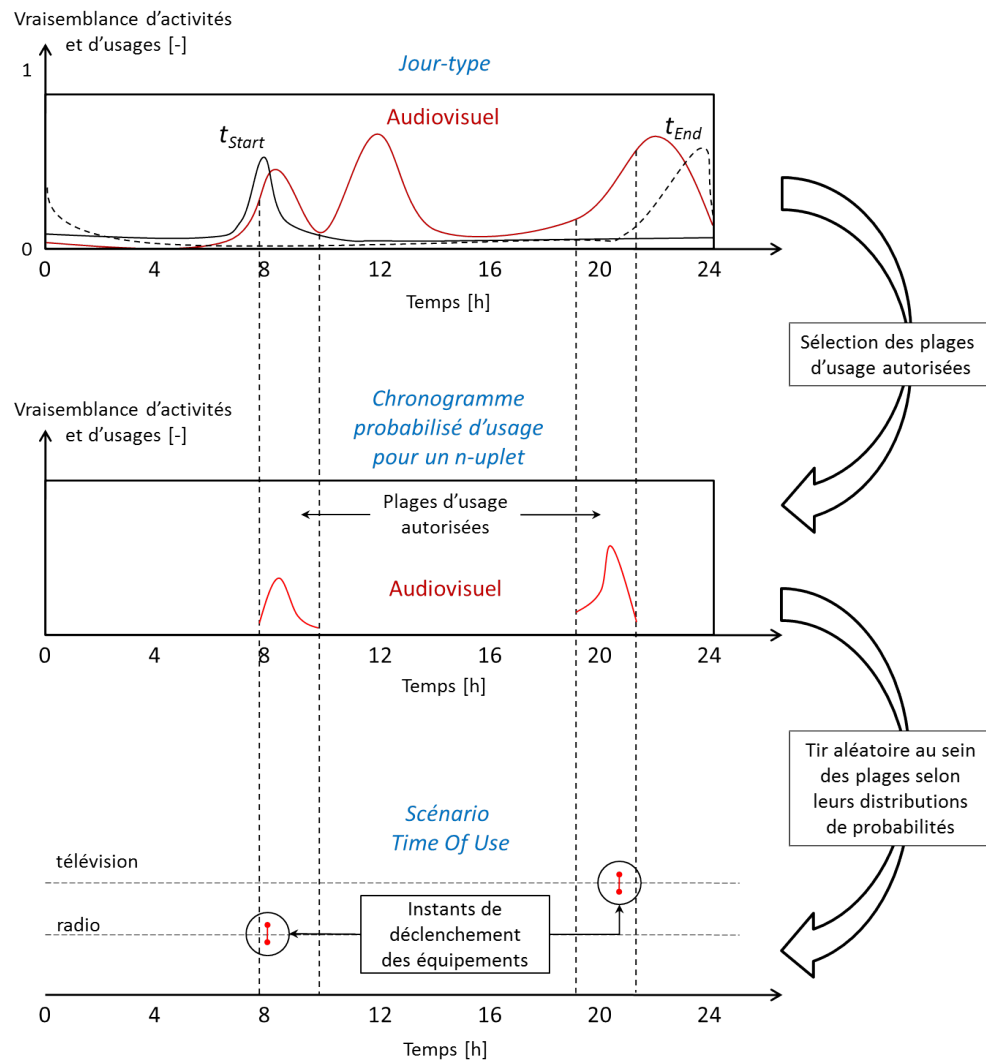 Vraisemblance d'activités
et d'usages [-]
Jour-type
1
Audiovisuel
tStart
tEnd
0
0 4 8 12 16 20 24
Temps [h]
Sélection des plages
d'usage autorisées
Vraisemblance d'activités
et d'usages [-]
Chronogramme
probabilisé d'usage
pour un n-uplet
Plages d'usage
autorisées
Audiovisuel
0 4 8 12 16 20 24
Temps [h]
Tir aléatoire au sein
des plages selon
leurs distributions
de probabilités
Scénario
Time Of Use
télévision
radio
Instants de
déclenchement
des équipements
0 4 8 12 16 20 24
Temps [h]